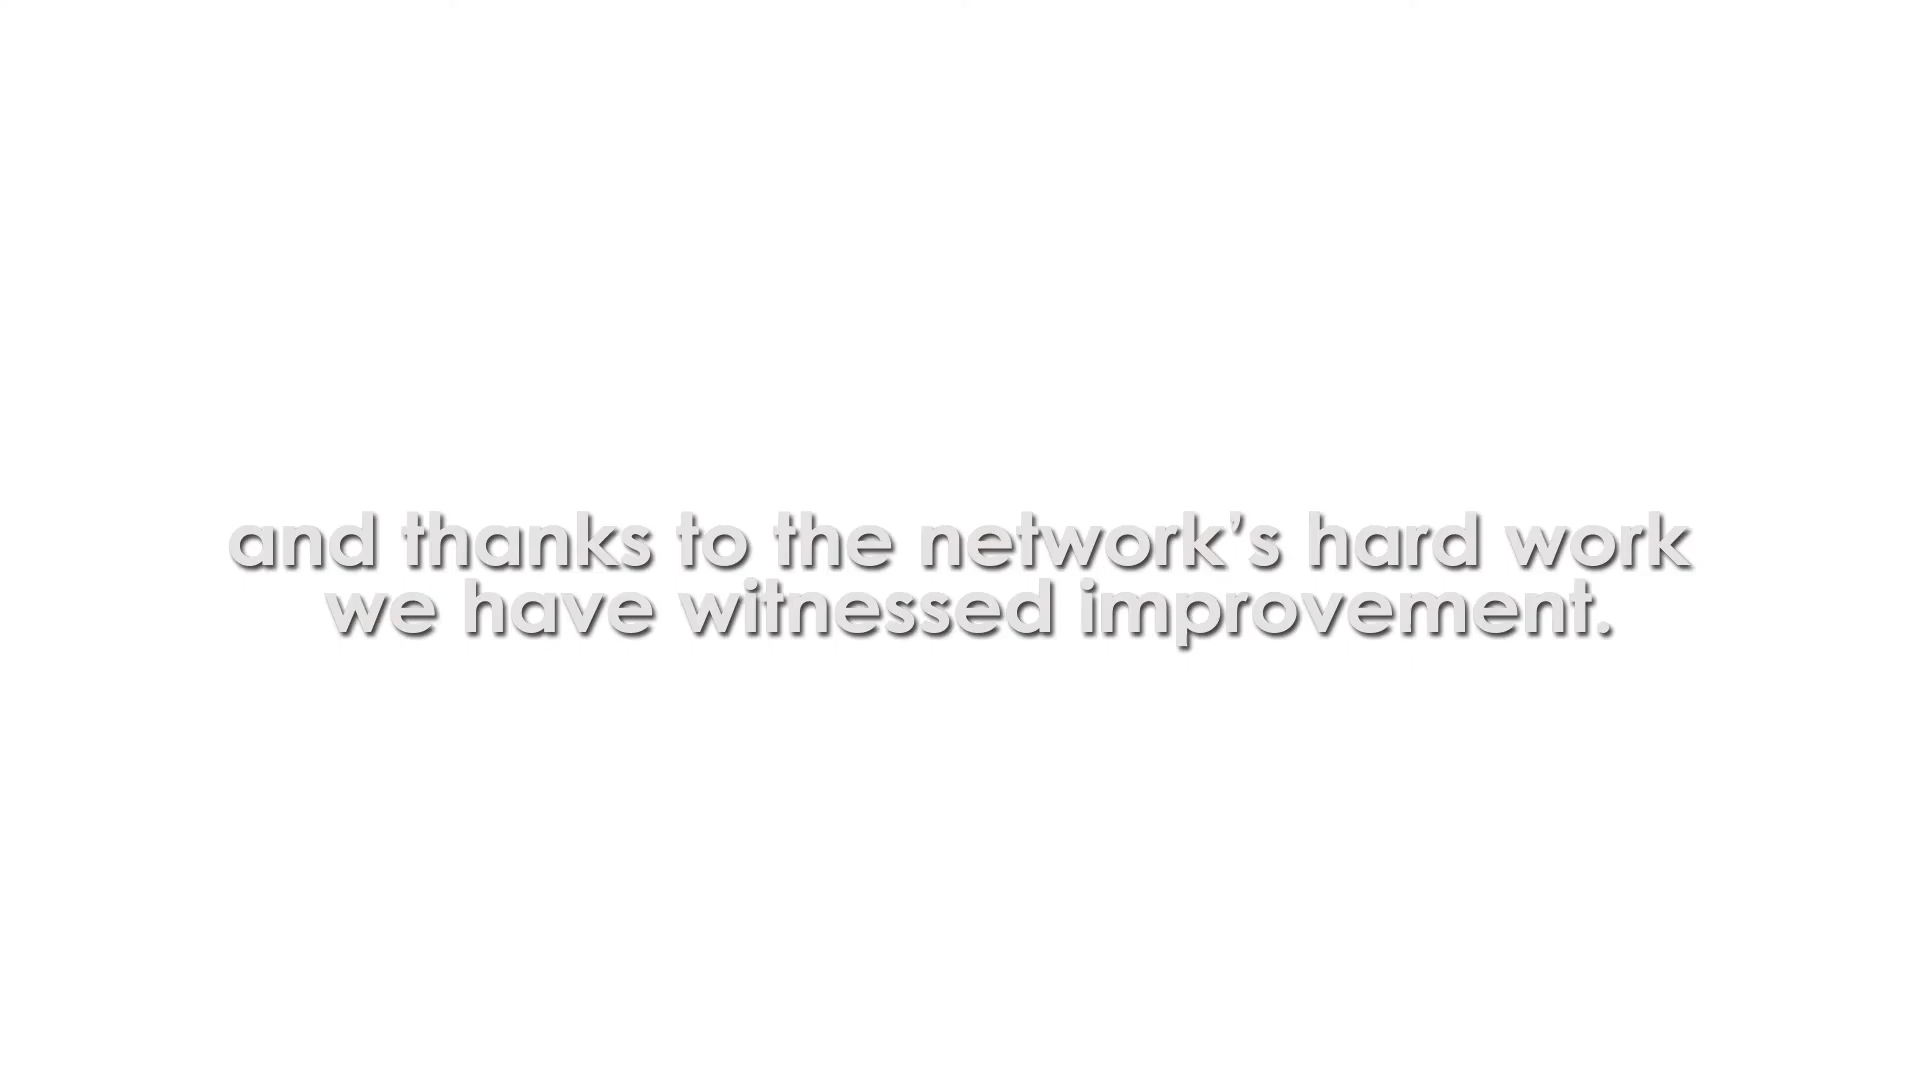 and thanks to the network's hard work
we have witnessed improvement.